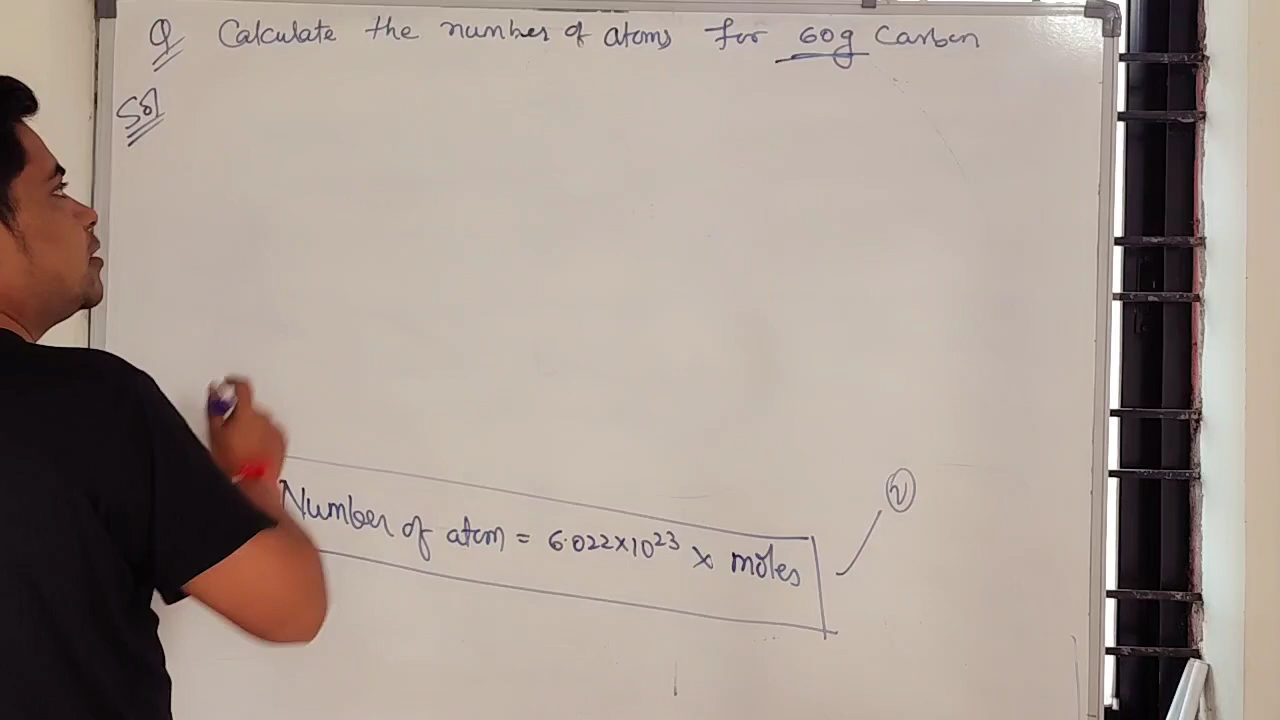 Q Calculate the number of atoms for 60g Carbon
Sol
Number of atom = 6.022×10²³ × moles